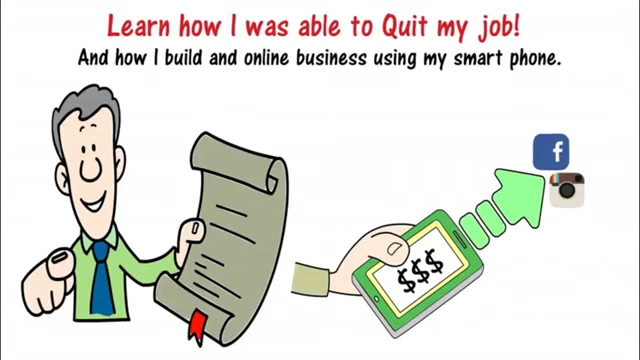 Learn how I was able to Quit my job!
And how I build and online business using my smart phone.
$$$
f